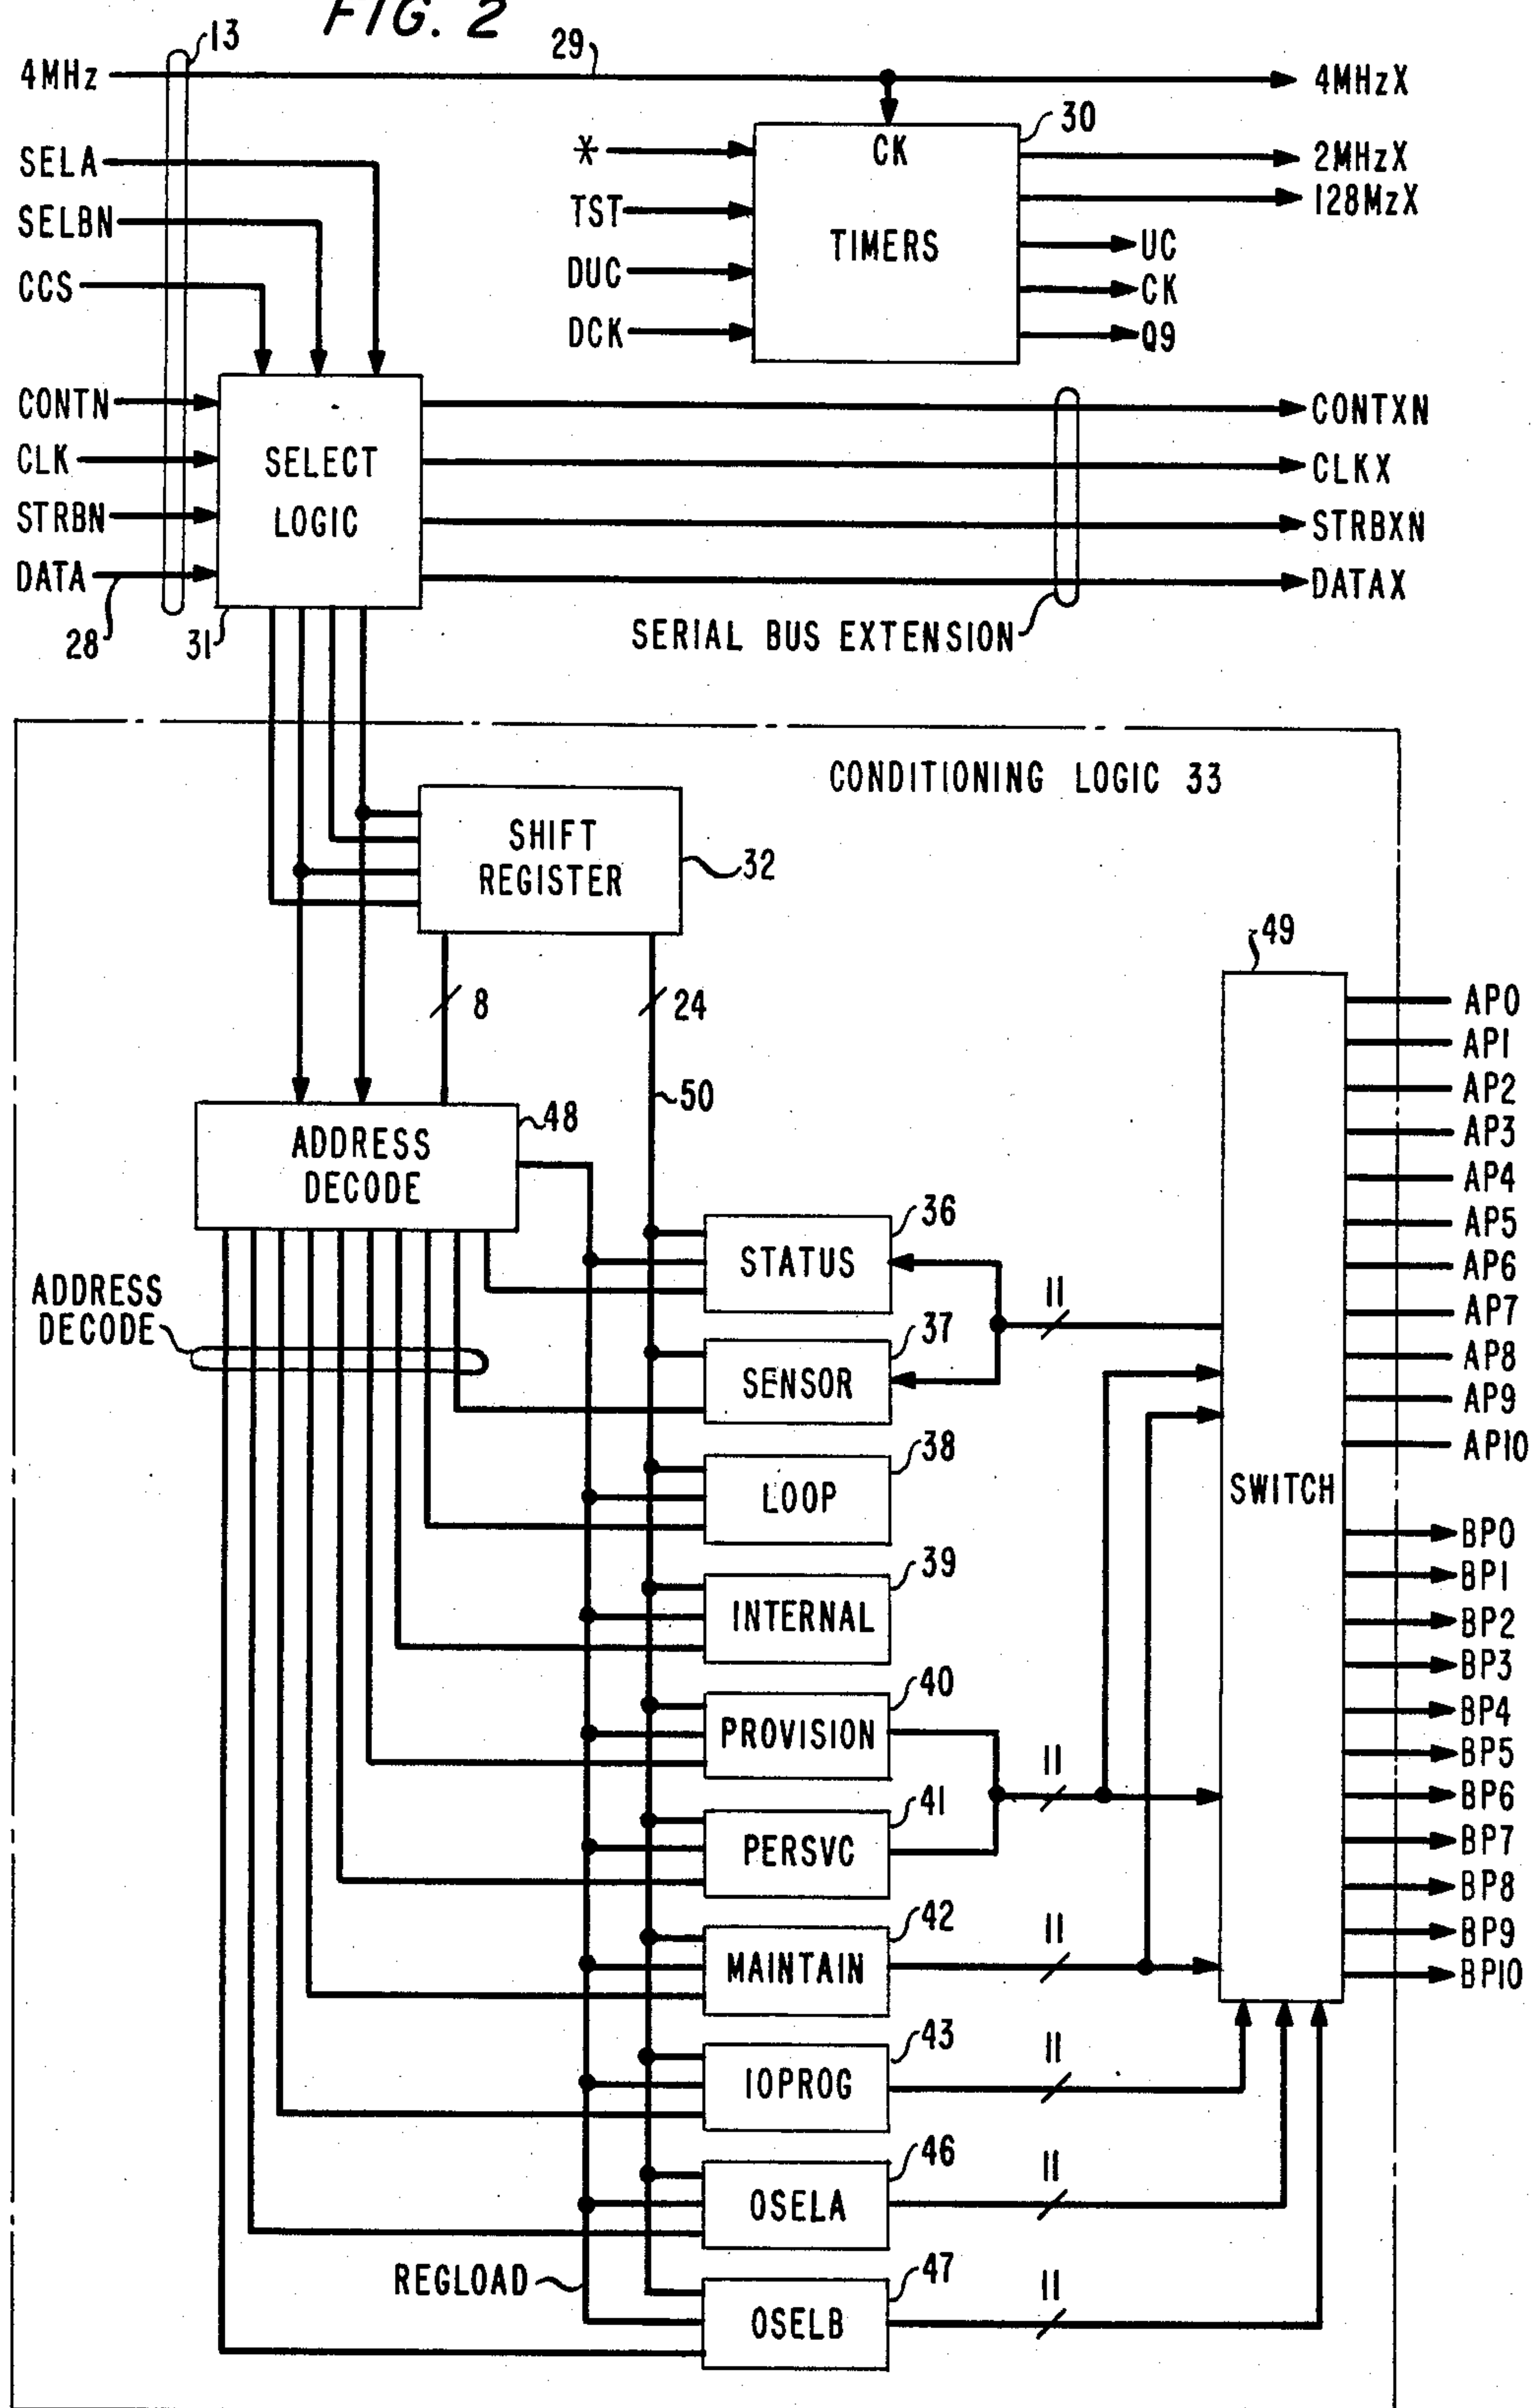 FIG. 2
13
29
4MHz
4MHzX
30
CK
*
2MHzX
SELA
128MzX
TST
SELBN
TIMERS
UC
DUC
CCS
CK
DCK
Q9
CONTN
CONTXN
CLK
SELECT
LOGIC
CLKX
STRBN
STRBXN
DATA
DATAX
28
31
SERIAL BUS EXTENSION
CONDITIONING LOGIC 33
SHIFT
REGISTER
32
49
8
24
AP0
AP1
50
AP2
48
AP3
ADDRESS
DECODE
AP4
36
AP5
STATUS
AP6
ADDRESS
DECODE
11
AP7
37
AP8
SENSOR
AP9
38
AP10
LOOP
SWITCH
BP0
39
BP1
INTERNAL
BP2
BP3
40
BP4
PROVISION
BP5
11
BP6
41
BP7
PERSVC
BP8
42
11
BP9
MAINTAIN
BP10
43
11
IOPROG
46
11
OSELA
REGLOAD
47
11
OSELB